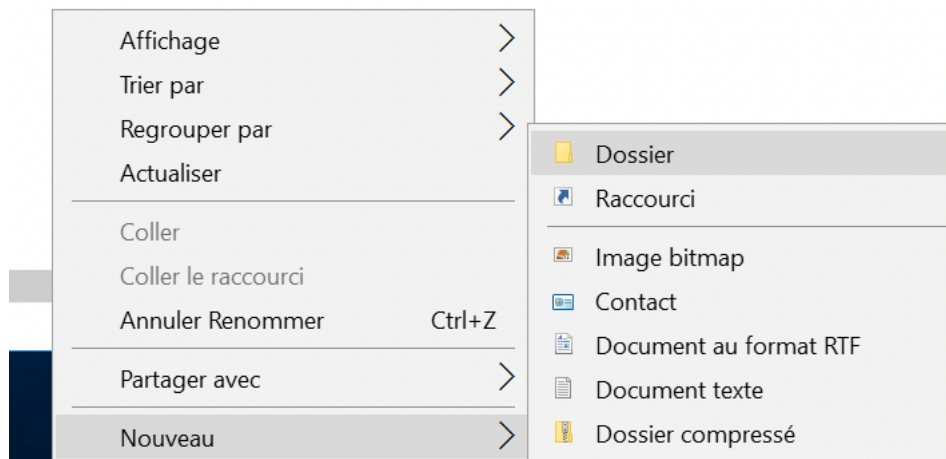 Affichage
Trier par
Regrouper par
Actualiser
Coller
Coller le raccourci
Annuler Renommer Ctrl+Z
Partager avec
Nouveau
Dossier
Raccourci
Image bitmap
Contact
Document au format RTF
Document texte
Dossier compressé